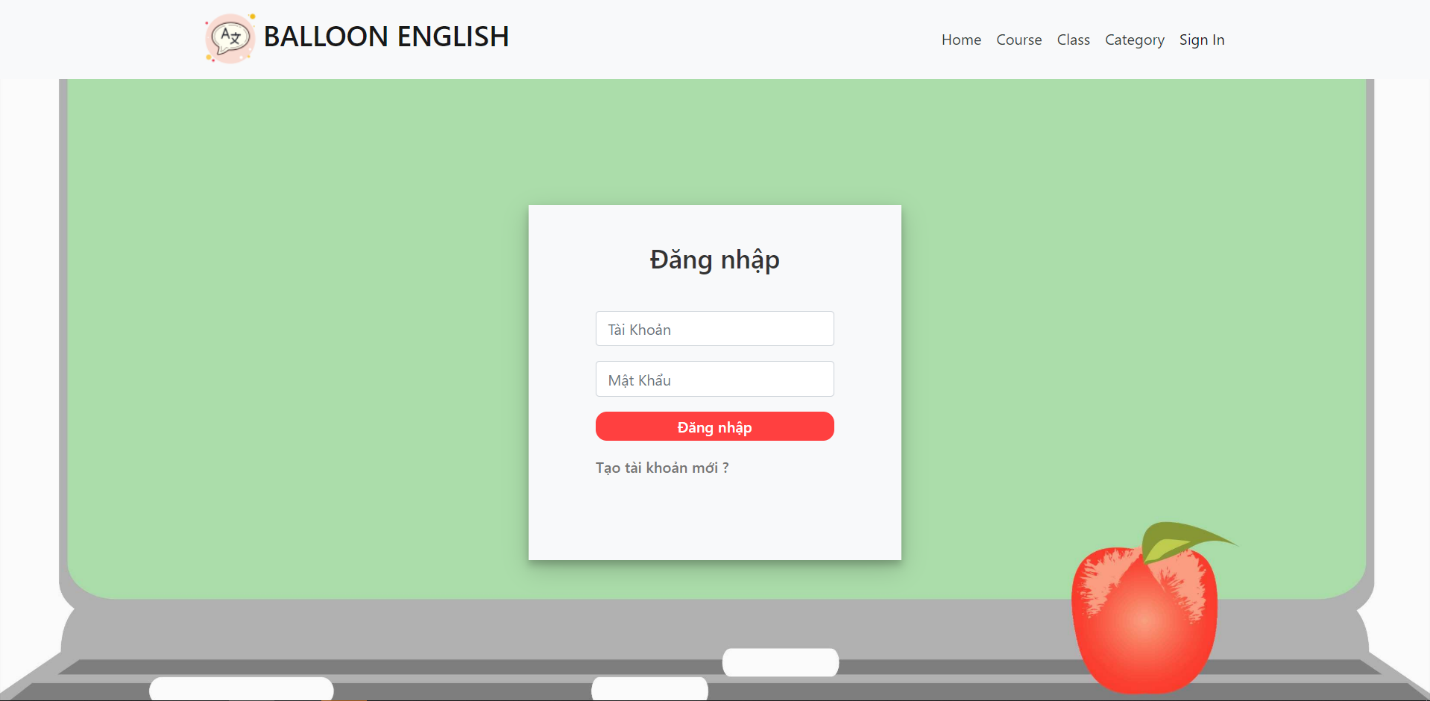 BALLOON ENGLISH
Home Course Class Category Sign In
Đăng nhập
Tài Khoản
Mật Khẩu
Đăng nhập
Tạo tài khoản mới ?